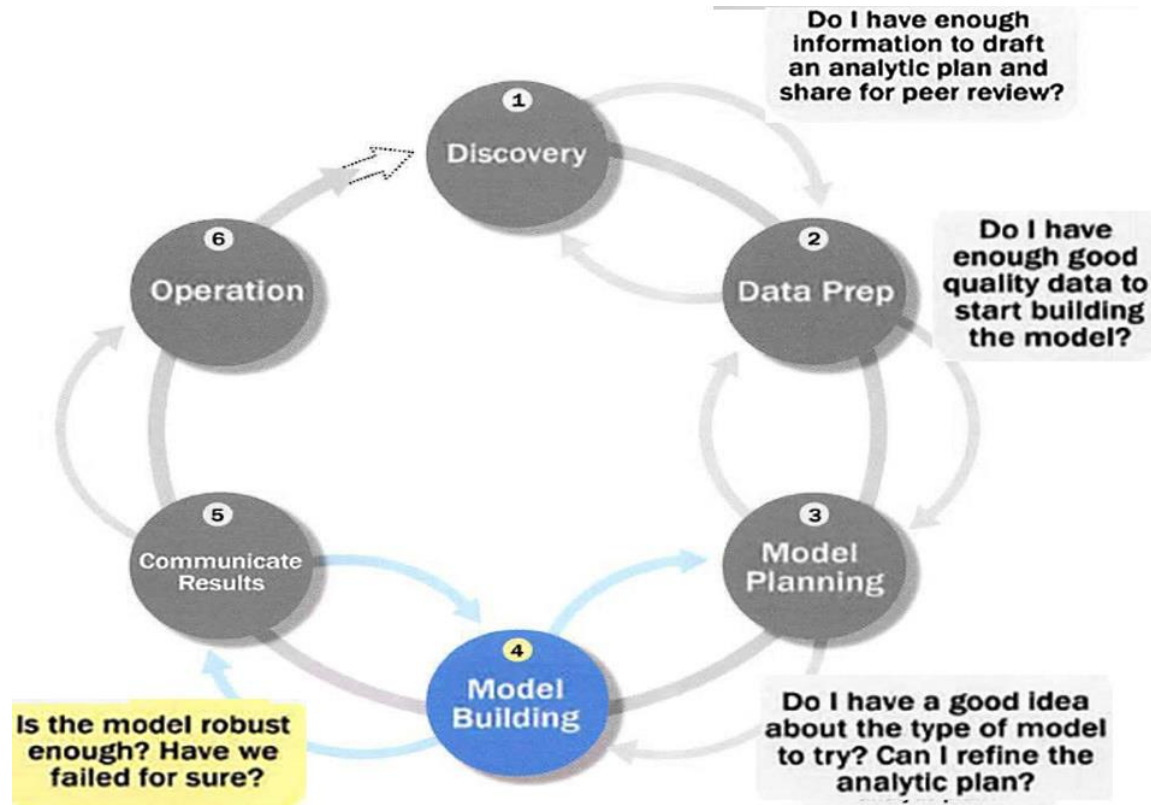 Do I have enough
information to draft
an analytic plan and
share for peer review?
1
Discovery
2
Data Prep
Do I have
enough good
quality data to
start building
the model?
6
Operation
3
Model
Planning
5
Communicate
Results
4
Model
Building
Do I have a good idea
about the type of model
to try? Can I refine the
analytic plan?
Is the model robust
enough? Have we
failed for sure?